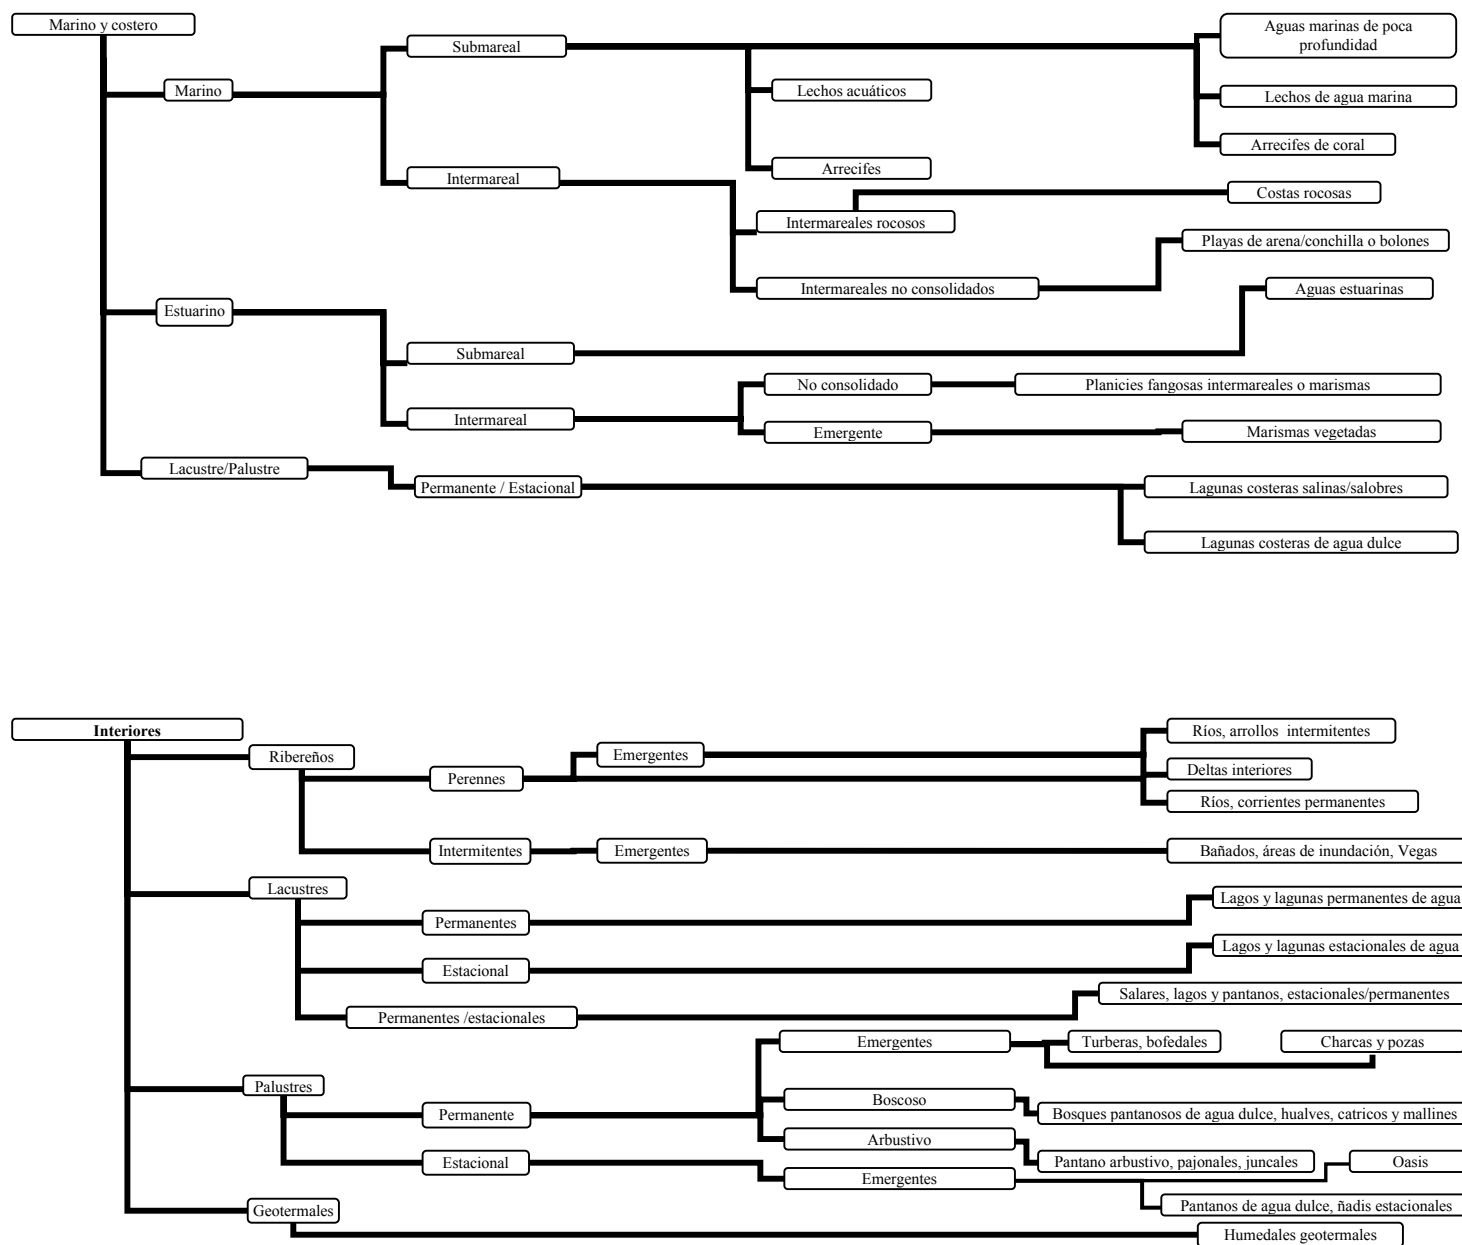 Marino y costero
Submareal
Aguas marinas de poca
profundidad
Marino
Lechos acuáticos
Lechos de agua marina
Arrecifes de coral
Arrecifes
Intermareal
Costas rocosas
Intermareales rocosos
Playas de arena/conchilla o bolones
Intermareales no consolidados
Aguas estuarinas
Estuarino
Submareal
No consolidado
Planicies fangosas intermareales o marismas
Intermareal
Emergente
Marismas vegetadas
Lacustre/Palustre
Permanente / Estacional
Lagunas costeras salinas/salobres
Lagunas costeras de agua dulce
Interiores
Ribereños
Emergentes
Ríos, arrollos  intermitentes
Perennes
Deltas interiores
Ríos, corrientes permanentes
Intermitentes
Emergentes
Bañados, áreas de inundación, Vegas
Lacustres
Lagos y lagunas permanentes de agua
Permanentes
Lagos y lagunas estacionales de agua
Estacional
Salares, lagos y pantanos, estacionales/permanentes
Permanentes /estacionales
Emergentes
Turberas, bofedales
Charcas y pozas
Palustres
Boscoso
Permanente
Bosques pantanosos de agua dulce, hualves, catricos y mallines
Arbustivo
Estacional
Pantano arbustivo, pajonales, juncales
Oasis
Emergentes
Pantanos de agua dulce, ñadis estacionales
Geotermales
Humedales geotermales